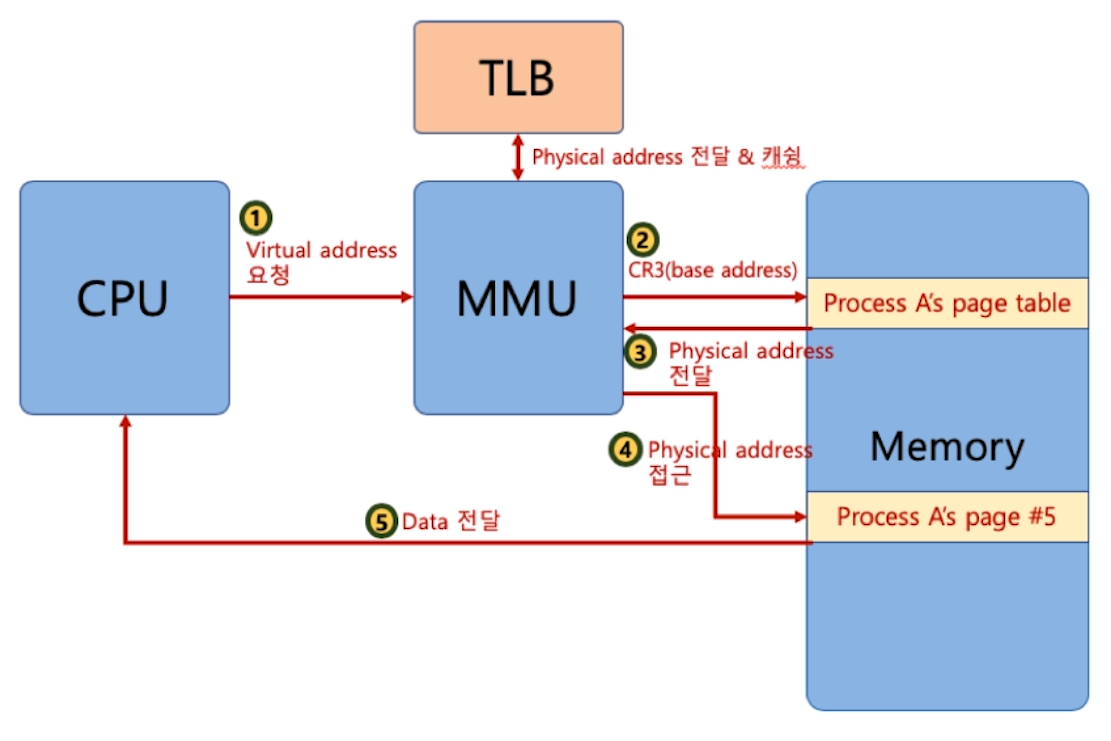 TLB
Physical address 전달 & 캐슁
CPU
1
Virtual address
요청
MMU
2
CR3(base address)
Process A's page table
3
Physical address
전달
Memory
4
Physical address
접근
Process A's page #5
5
Data 전달